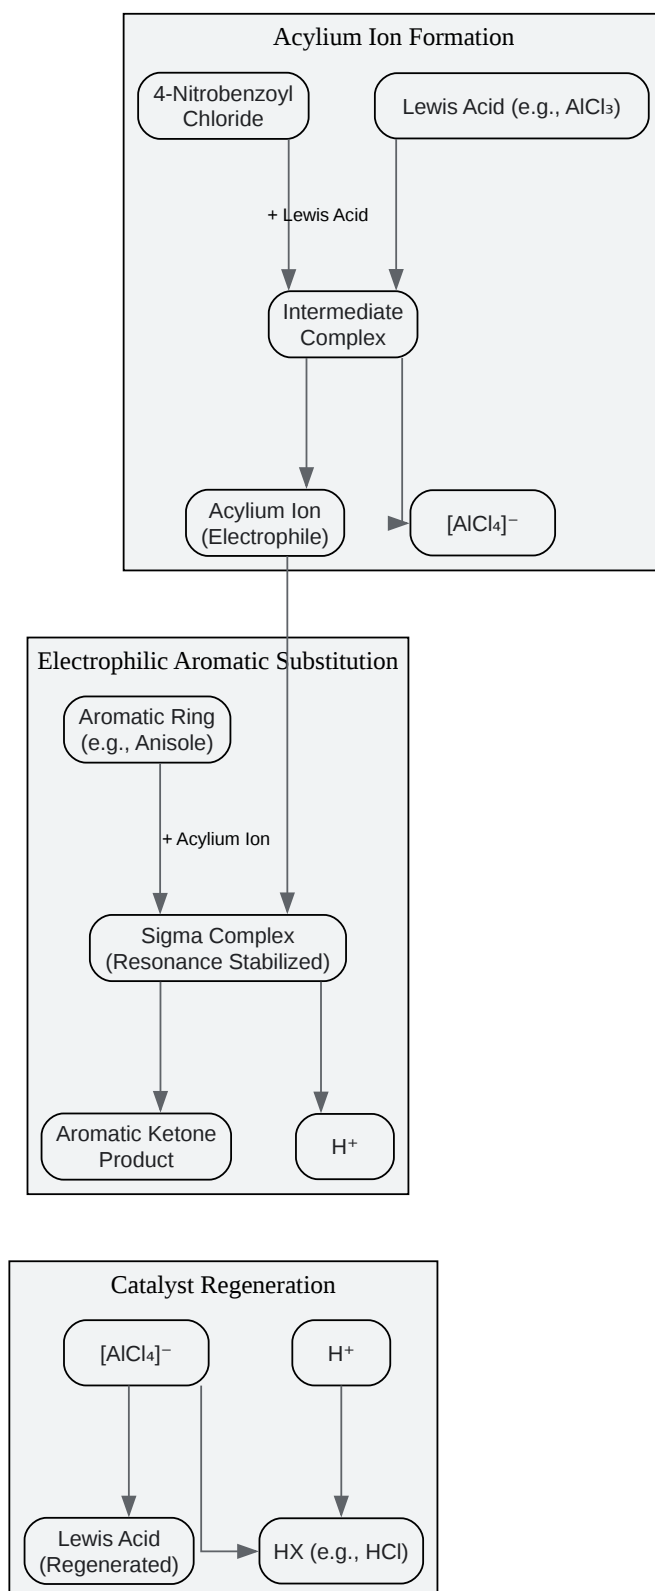 Acylium Ion Formation
4-Nitrobenzoyl
Chloride
Lewis Acid (e.g., AlCl₃)
+ Lewis Acid
Intermediate
Complex
Acylium Ion
(Electrophile)
[AlCl₄]⁻
Electrophilic Aromatic Substitution
Aromatic Ring
(e.g., Anisole)
+ Acylium Ion
Sigma Complex
(Resonance Stabilized)
Aromatic Ketone
Product
H⁺
Catalyst Regeneration
[AlCl₄]⁻
H⁺
Lewis Acid
(Regenerated)
HX (e.g., HCl)